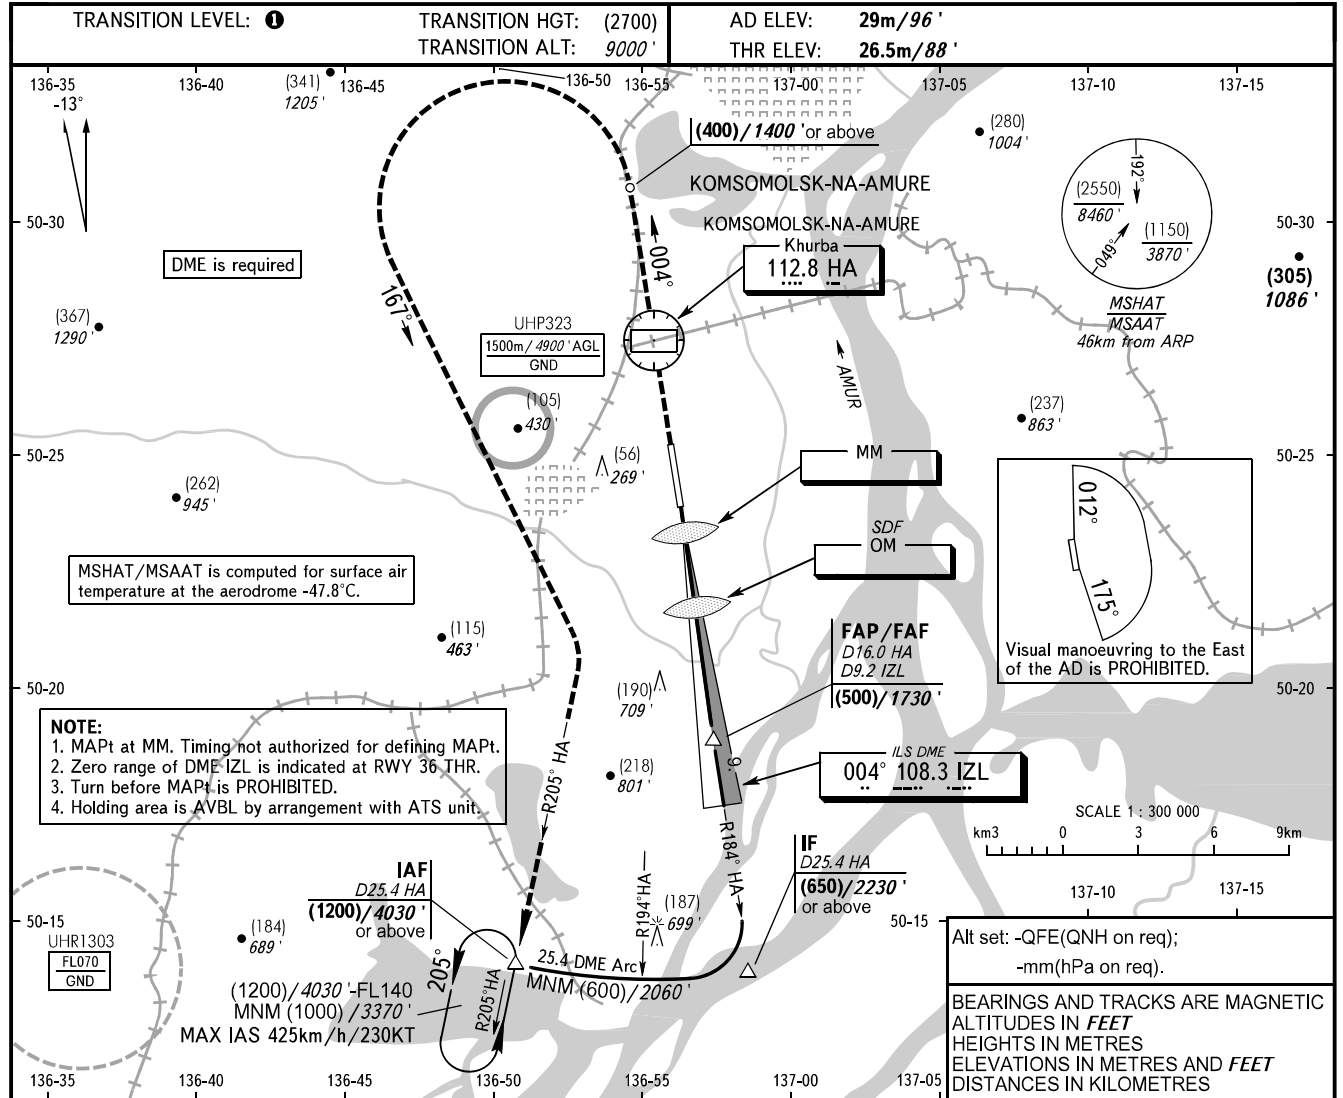 TRANSITION LEVEL: ❶
TRANSITION HGT: (2700)
TRANSITION ALT: 9000 '
AD ELEV: 29m/96 '
THR ELEV: 26.5m/88 '
136-35
136-40
136-45
136-50
136-55
137-00
137-05
137-10
137-15
-13°
(341)
1205 '
(400)/1400 ' or above
(280)
1004 '
KOMSOMOLSK-NA-AMURE
KOMSOMOLSK-NA-AMURE
Khurba
112.8 HA
192°
(2550)
8460 '
(1150)
3870 '
049°
MSHAT
MSAAT
46km from ARP
50-30
50-30
(305)
1086 '
DME is required
004°
167°
(367)
1290 '
UHP323
1500m/4900 ' AGL
GND
AMUR
(105)
430 '
(237)
863 '
50-25
50-25
(56)
269 '
MM
(262)
945 '
SDF
OM
012°
175°
Visual manoeuvring to the East
of the AD is PROHIBITED.
MSHAT/MSAAT is computed for surface air
temperature at the aerodrome -47.8°C.
(115)
463 '
FAP/FAF
D16.0 HA
D9.2 IZL
(500)/1730 '
50-20
50-20
(190)
709 '
NOTE:
1. MAPt at MM. Timing not authorized for defining MAPt.
2. Zero range of DME IZL is indicated at RWY 36 THR.
3. Turn before MAPt is PROHIBITED.
4. Holding area is AVBL by arrangement with ATS unit.
R205° HA
(218)
801 '
9.
ILS DME
004° 108.3 IZL
SCALE 1 : 300 000
km3 0 3 6 9km
R184° HA
IAF
D25.4 HA
(1200)/4030 '
or above
IF
D25.4 HA
(650)/2230 '
or above
137-10
137-15
R194°HA
(187)
699 '
50-15
50-15
(184)
689 '
UHR1303
FL070
GND
205°
R205°HA
25.4 DME Arc
MNM (600)/2060 '
(1200)/4030 '-FL140
MNM (1000)/3370 '
MAX IAS 425km/h/230KT
Alt set: -QFE(QNH on req);
-mm(hPa on req).
BEARINGS AND TRACKS ARE MAGNETIC
ALTITUDES IN FEET
HEIGHTS IN METRES
ELEVATIONS IN METRES AND FEET
DISTANCES IN KILOMETRES
136-35
136-40
136-45
136-50
136-55
137-00
137-05